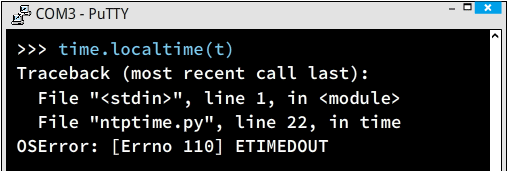 COM3 - PuTTY
>>> time.localtime(t)
Traceback (most recent call last):
  File "<stdin>", line 1, in <module>
  File "ntptime.py", line 22, in time
OSError: [Errno 110] ETIMEDOUT